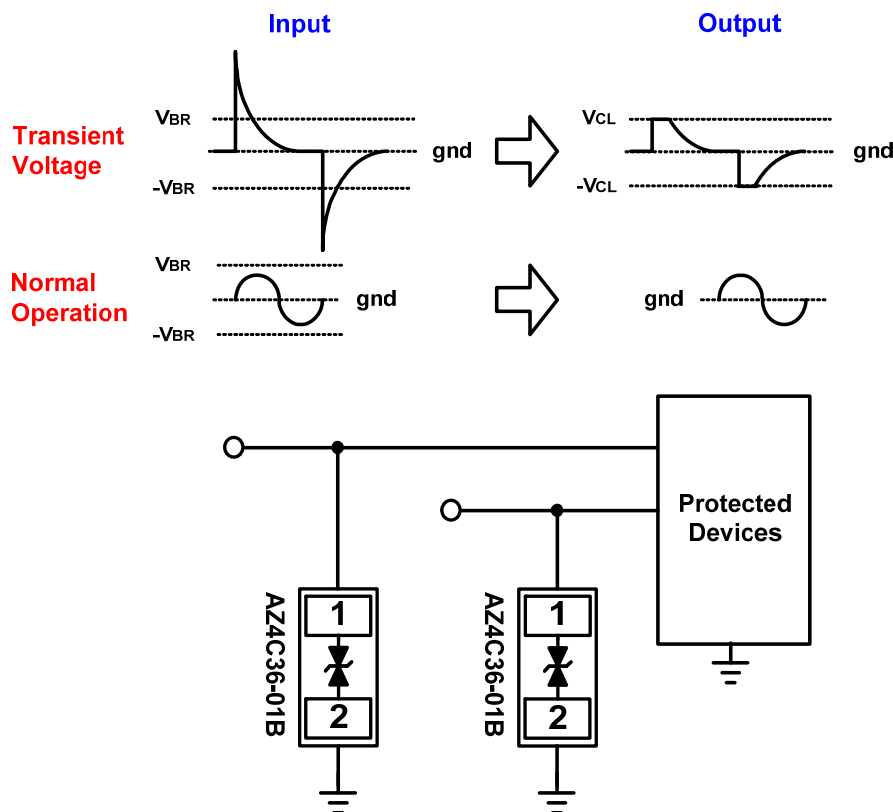 Input
Output
Transient
Voltage
VBR
gnd
-VBR
VCL
gnd
-VCL
Normal
Operation
VBR
gnd
-VBR
gnd
Protected
Devices
AZ4C36-01B
1
2
AZ4C36-01B
1
2